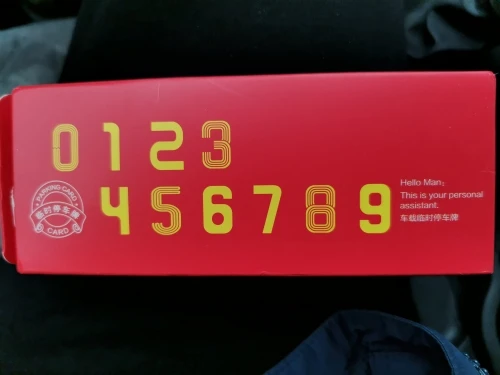 0123
456789
PARKING CARD
临时停车牌
CARD
Hello Man:
This is your personal
assistant.
车载临时停车牌